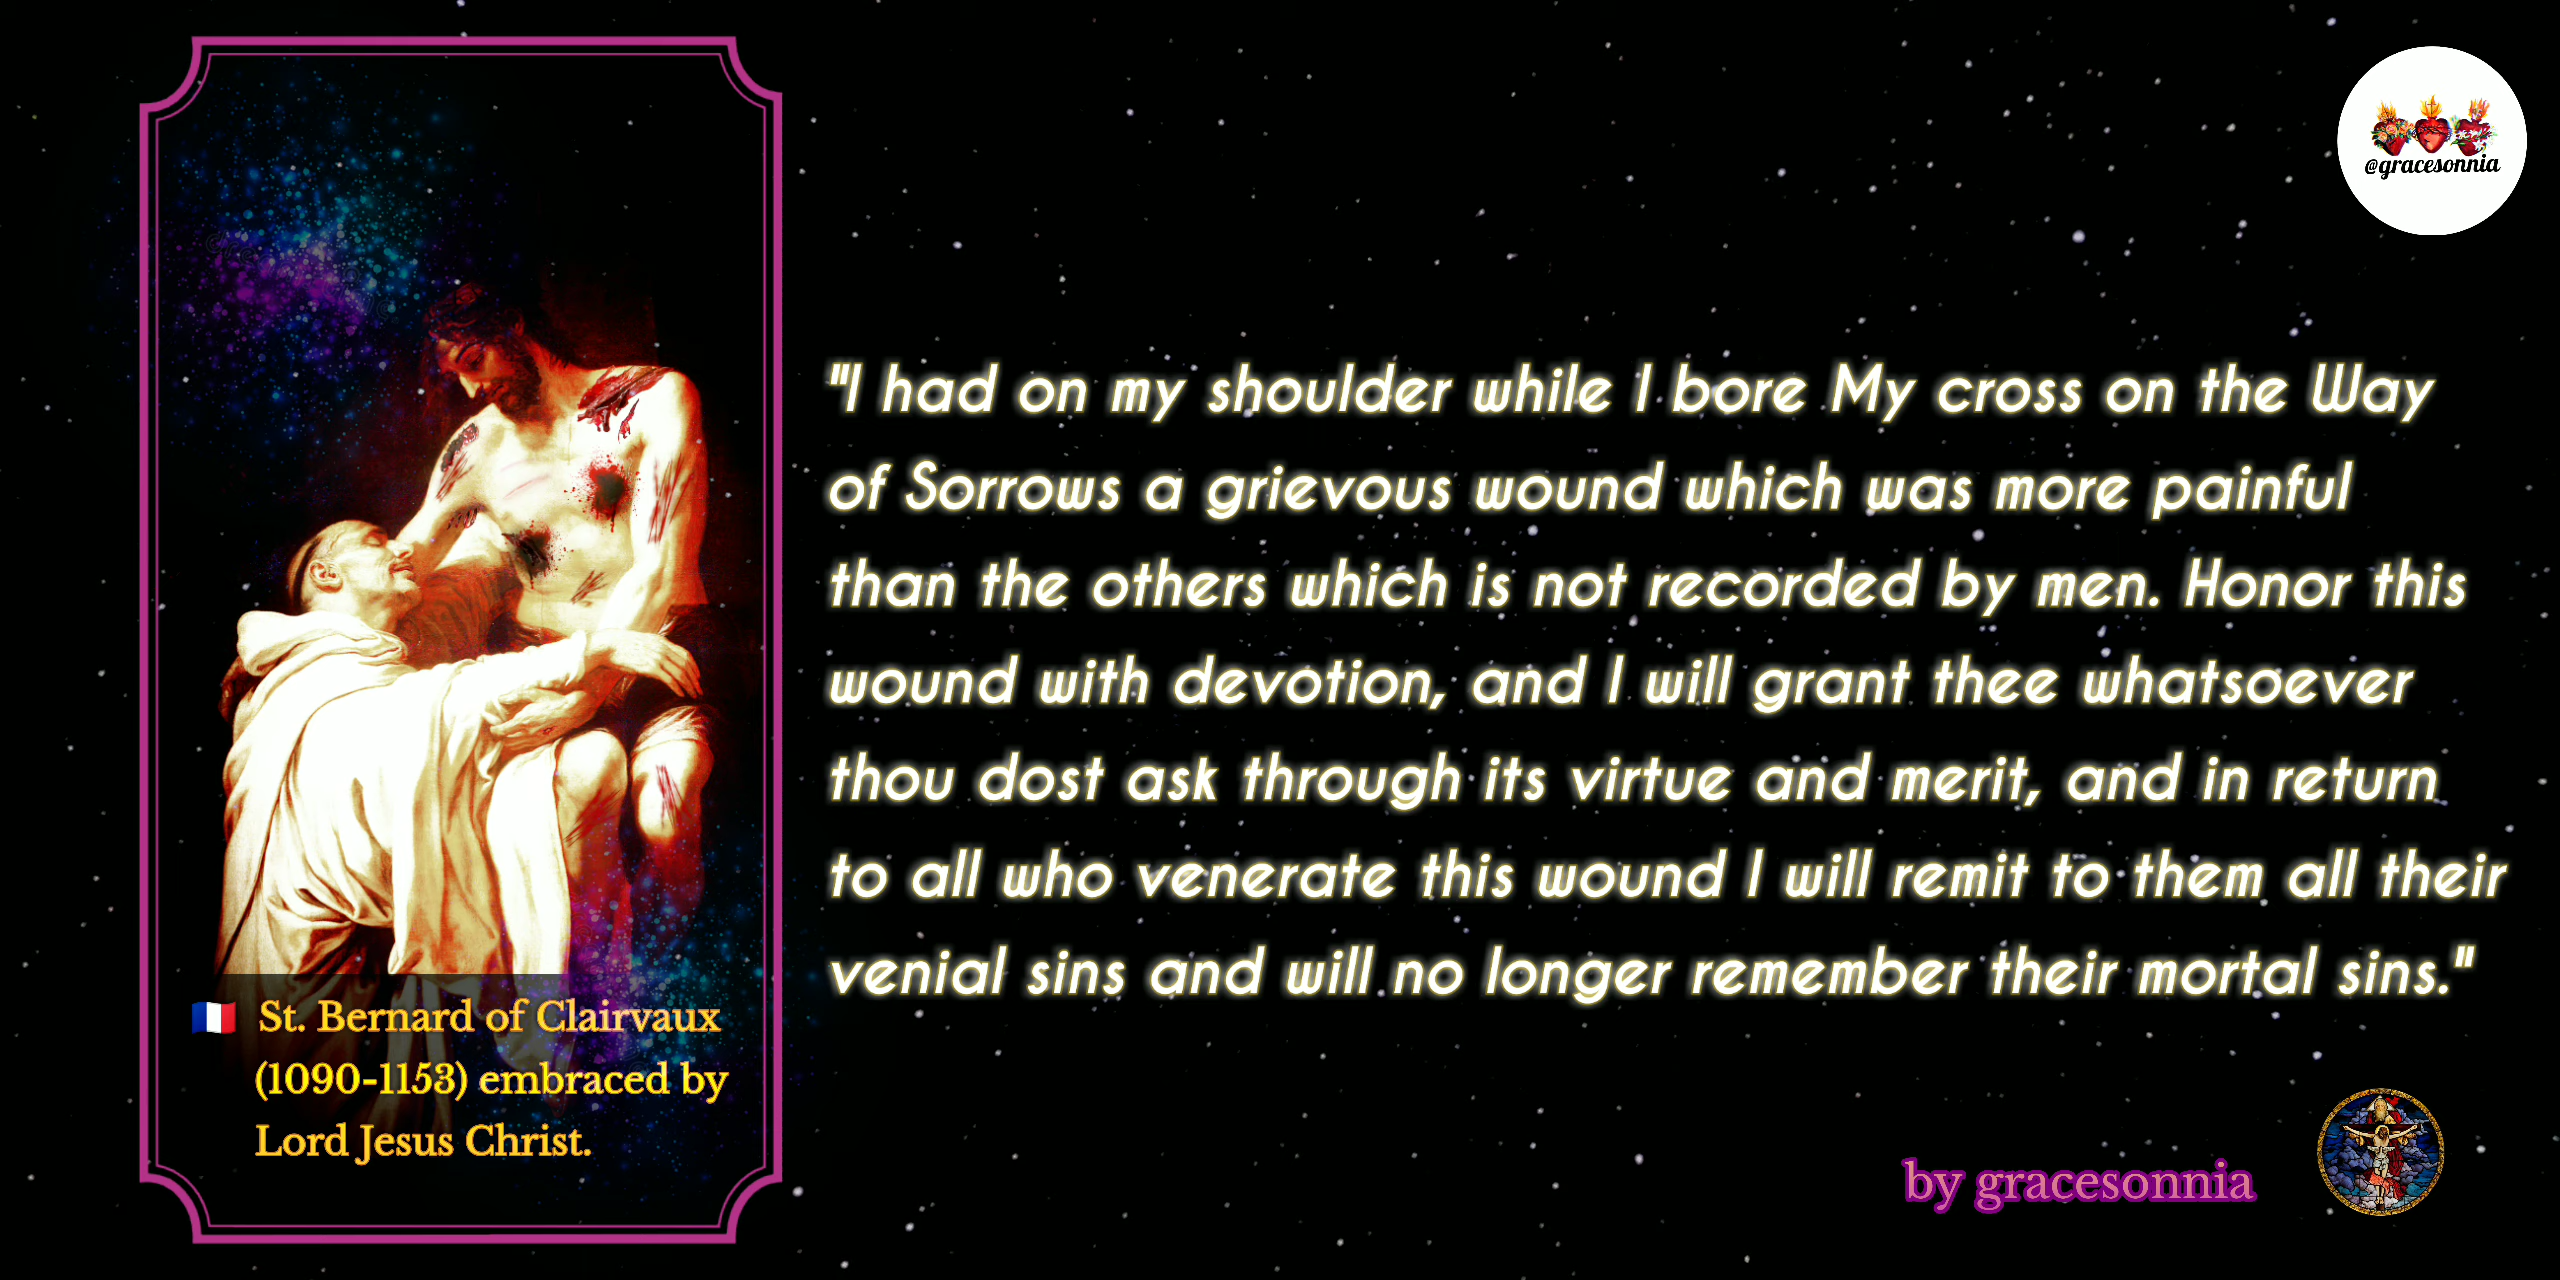 @gracesonnia
"I had on my shoulder while I bore My cross on the Way
of Sorrows a grievous wound which was more painful
than the others which is not recorded by men. Honor this
wound with devotion, and I will grant thee whatsoever
thou dost ask through its virtue and merit, and in return
to all who venerate this wound I will remit to them all their
venial sins and will no longer remember their mortal sins."
St. Bernard of Clairvaux
(1090-1153) embraced by
Lord Jesus Christ.
by gracesonnia